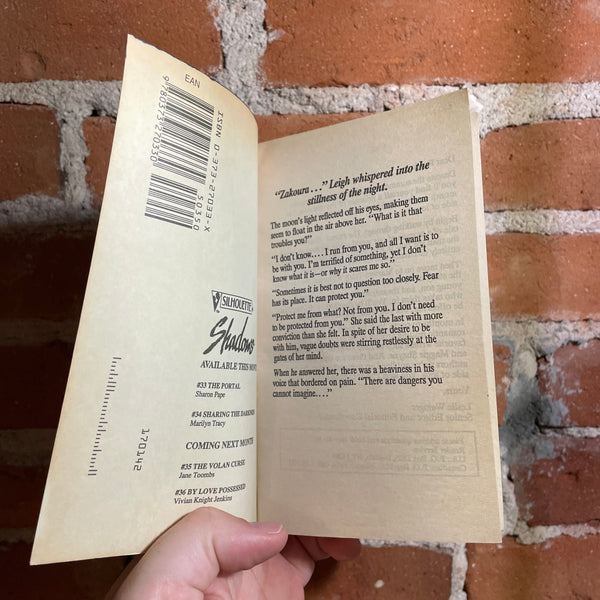 EAN
9780373270330
ISBN 0-373-27033-X
50350
SILHOUETTE
Shadows
AVAILABLE THIS
#33 THE PORTAL
Sharon Pape
#34 SHARING THE
Marilyn Tracy
COMING NEXT MONTH
#35 THE VOLAN CURSE
Jane Toombs
#36 BY LOVE POSSESSED
Vivian Knight Jenkins
170142
"Zakoura . . ." Leigh whispered into the
stillness of the night.
The moon's light reflected off his eyes, making them
seem to float in the air above her. "What is it that
troubles you?"
"I don't know. . . . I run from you, and all I want is to
be with you. I'm terrified of something, yet I don't
know what it is—or why it scares me so."
"Sometimes it is best not to question too closely. Fear
has its place. It can protect you."
"Protect me from what? Not from you. I don't need
to be protected from you." She said the last with more
conviction than she felt. In spite of her desire to be
with him, vague doubts were stirring restlessly at the
gates of her mind.
When he answered her, there was a heaviness in his
voice that bordered on pain. "There are dangers you
cannot imagine. . . ."